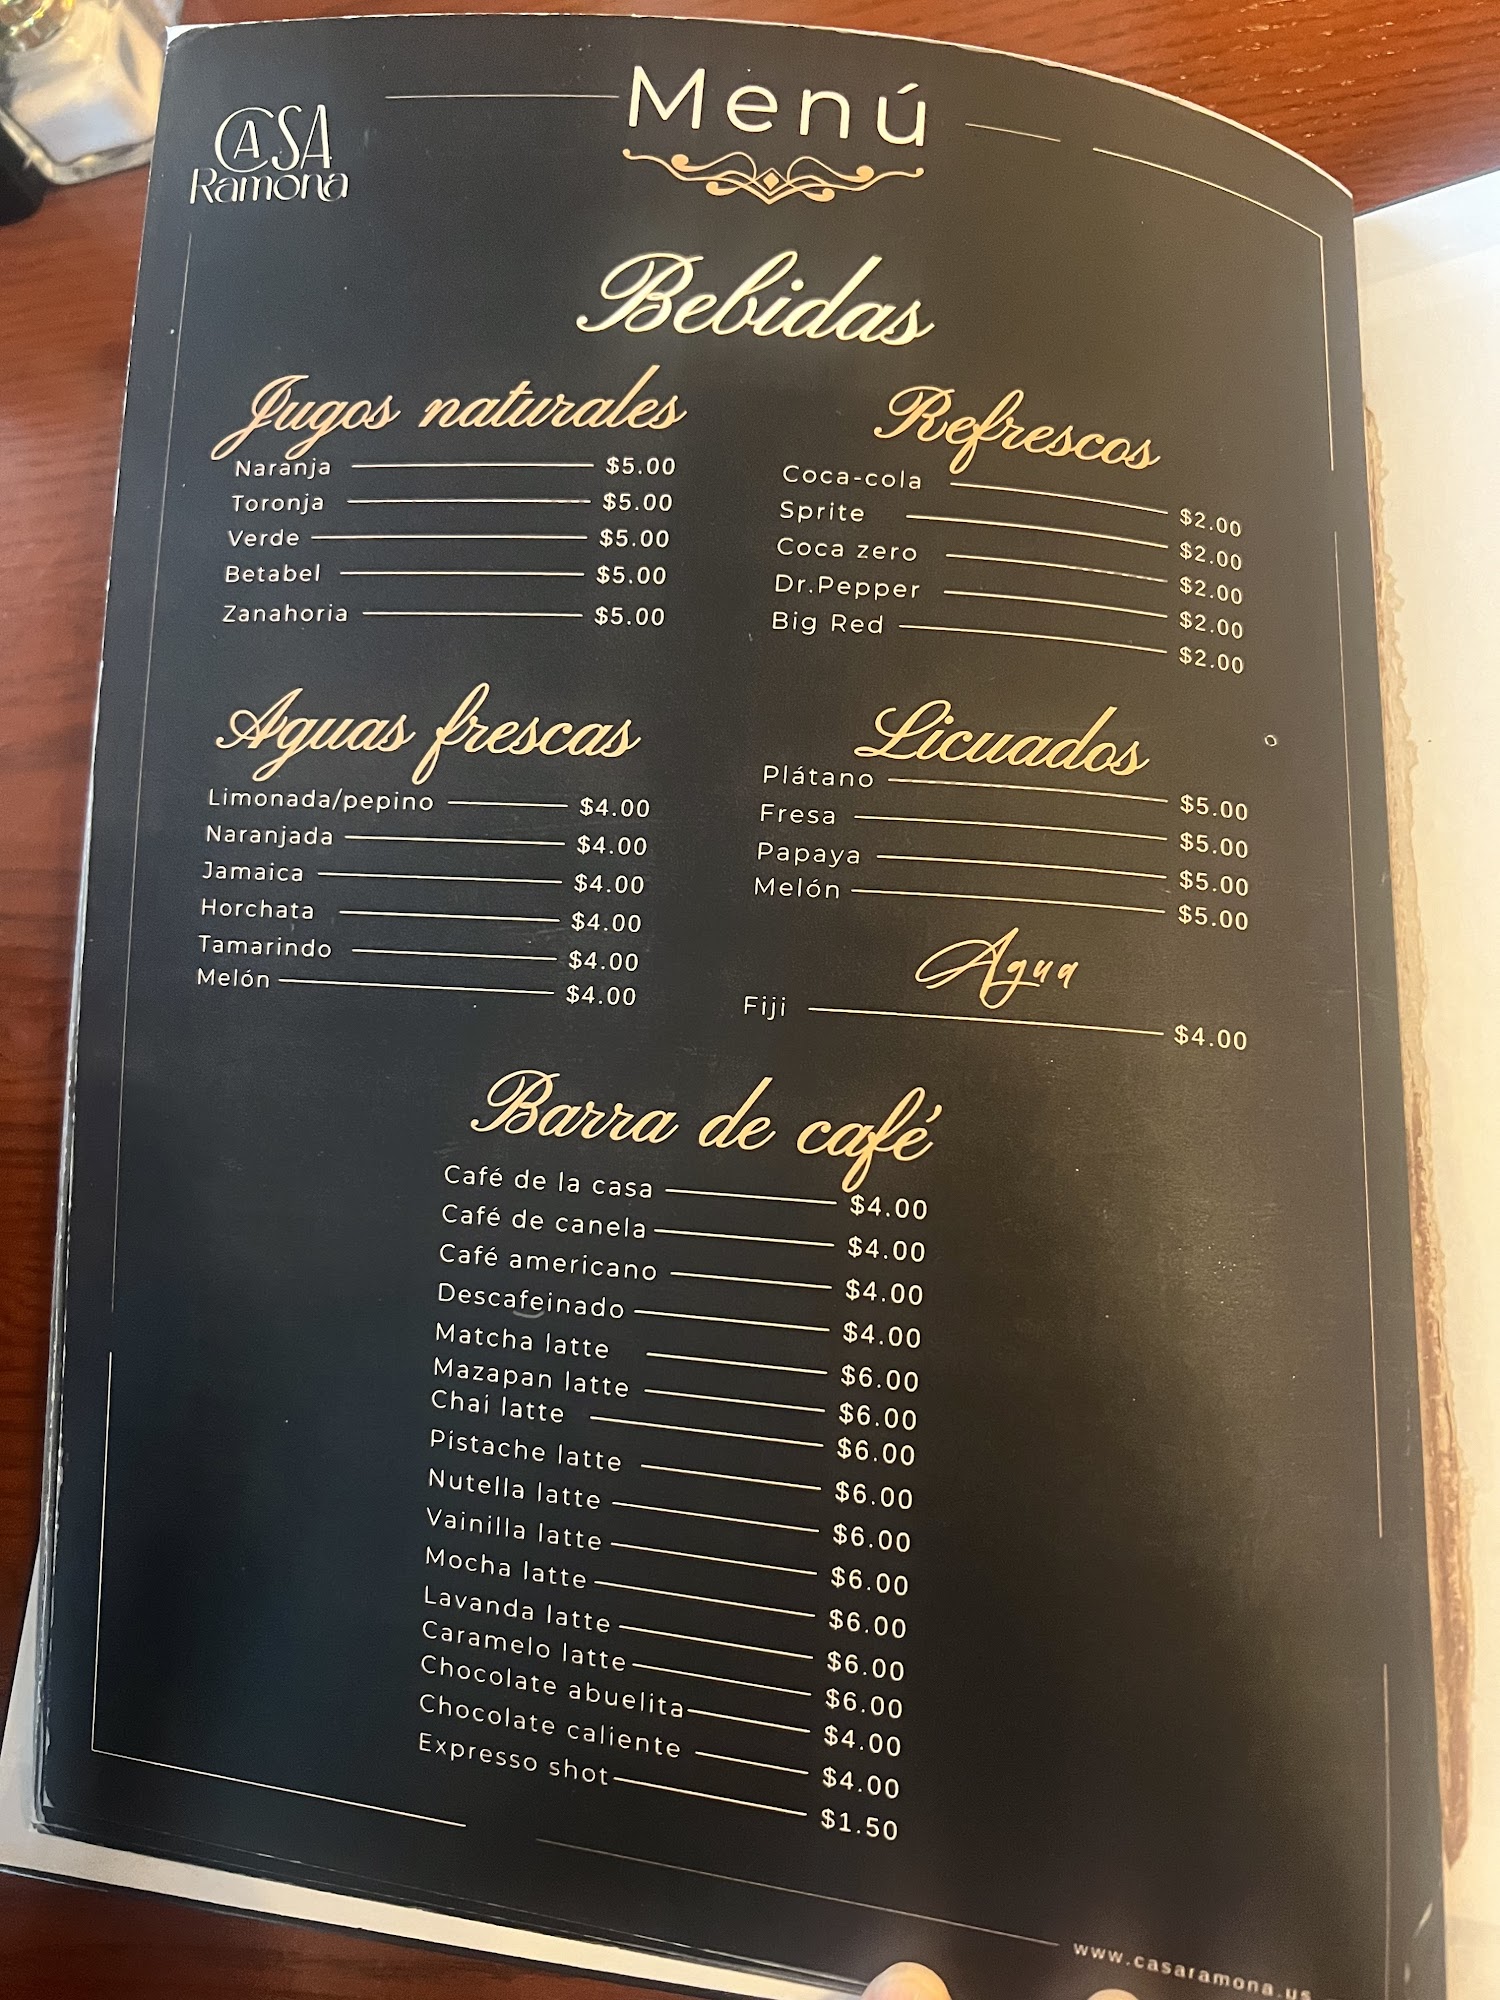 CASA
Ramona
Menú
Bebidas
Jugos naturales
Naranja $5.00
Toronja $5.00
Verde $5.00
Betabel $5.00
Zanahoria $5.00
Refrescos
Coca-cola $2.00
Sprite $2.00
Coca zero $2.00
Dr.Pepper $2.00
Big Red $2.00
Aguas frescas
Limonada/pepino $4.00
Naranjada $4.00
Jamaica $4.00
Horchata $4.00
Tamarindo $4.00
Melón $4.00
Licuados
Plátano $5.00
Fresa $5.00
Papaya $5.00
Melón $5.00
Agua
Fiji $4.00
Barra de café
Café de la casa $4.00
Café de canela $4.00
Café americano $4.00
Descafeinado $4.00
Matcha latte $6.00
Mazapan latte $6.00
Chai latte $6.00
Pistache latte $6.00
Nutella latte $6.00
Vainilla latte $6.00
Mocha latte $6.00
Lavanda latte $6.00
Caramelo latte $6.00
Chocolate abuelita $4.00
Chocolate caliente $4.00
Expresso shot $1.50
www.casaramona.us